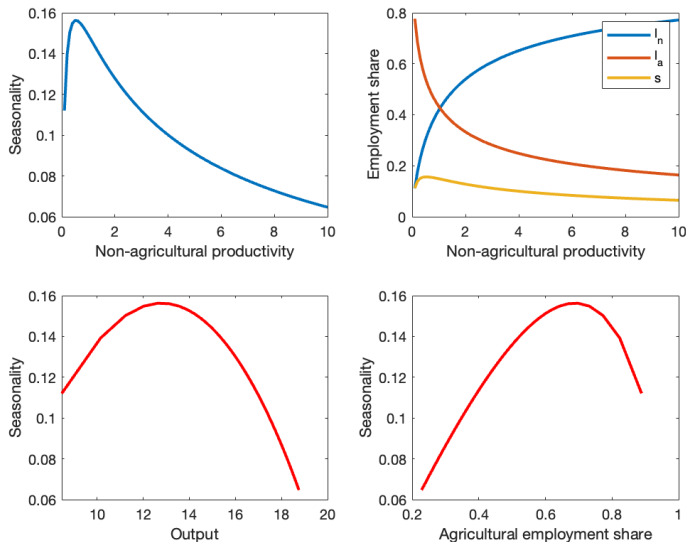 0.16
0.14
0.12
0.1
0.08
0.06
Seasonality
0 2 4 6 8 10
Non-agricultural productivity
0.8
0.6
0.4
0.2
0
Employment share
l_n
l_a
s
0 2 4 6 8 10
Non-agricultural productivity
0.16
0.14
0.12
0.1
0.08
0.06
Seasonality
10 12 14 16 18 20
Output
0.16
0.14
0.12
0.1
0.08
0.06
Seasonality
0.2 0.4 0.6 0.8 1
Agricultural employment share